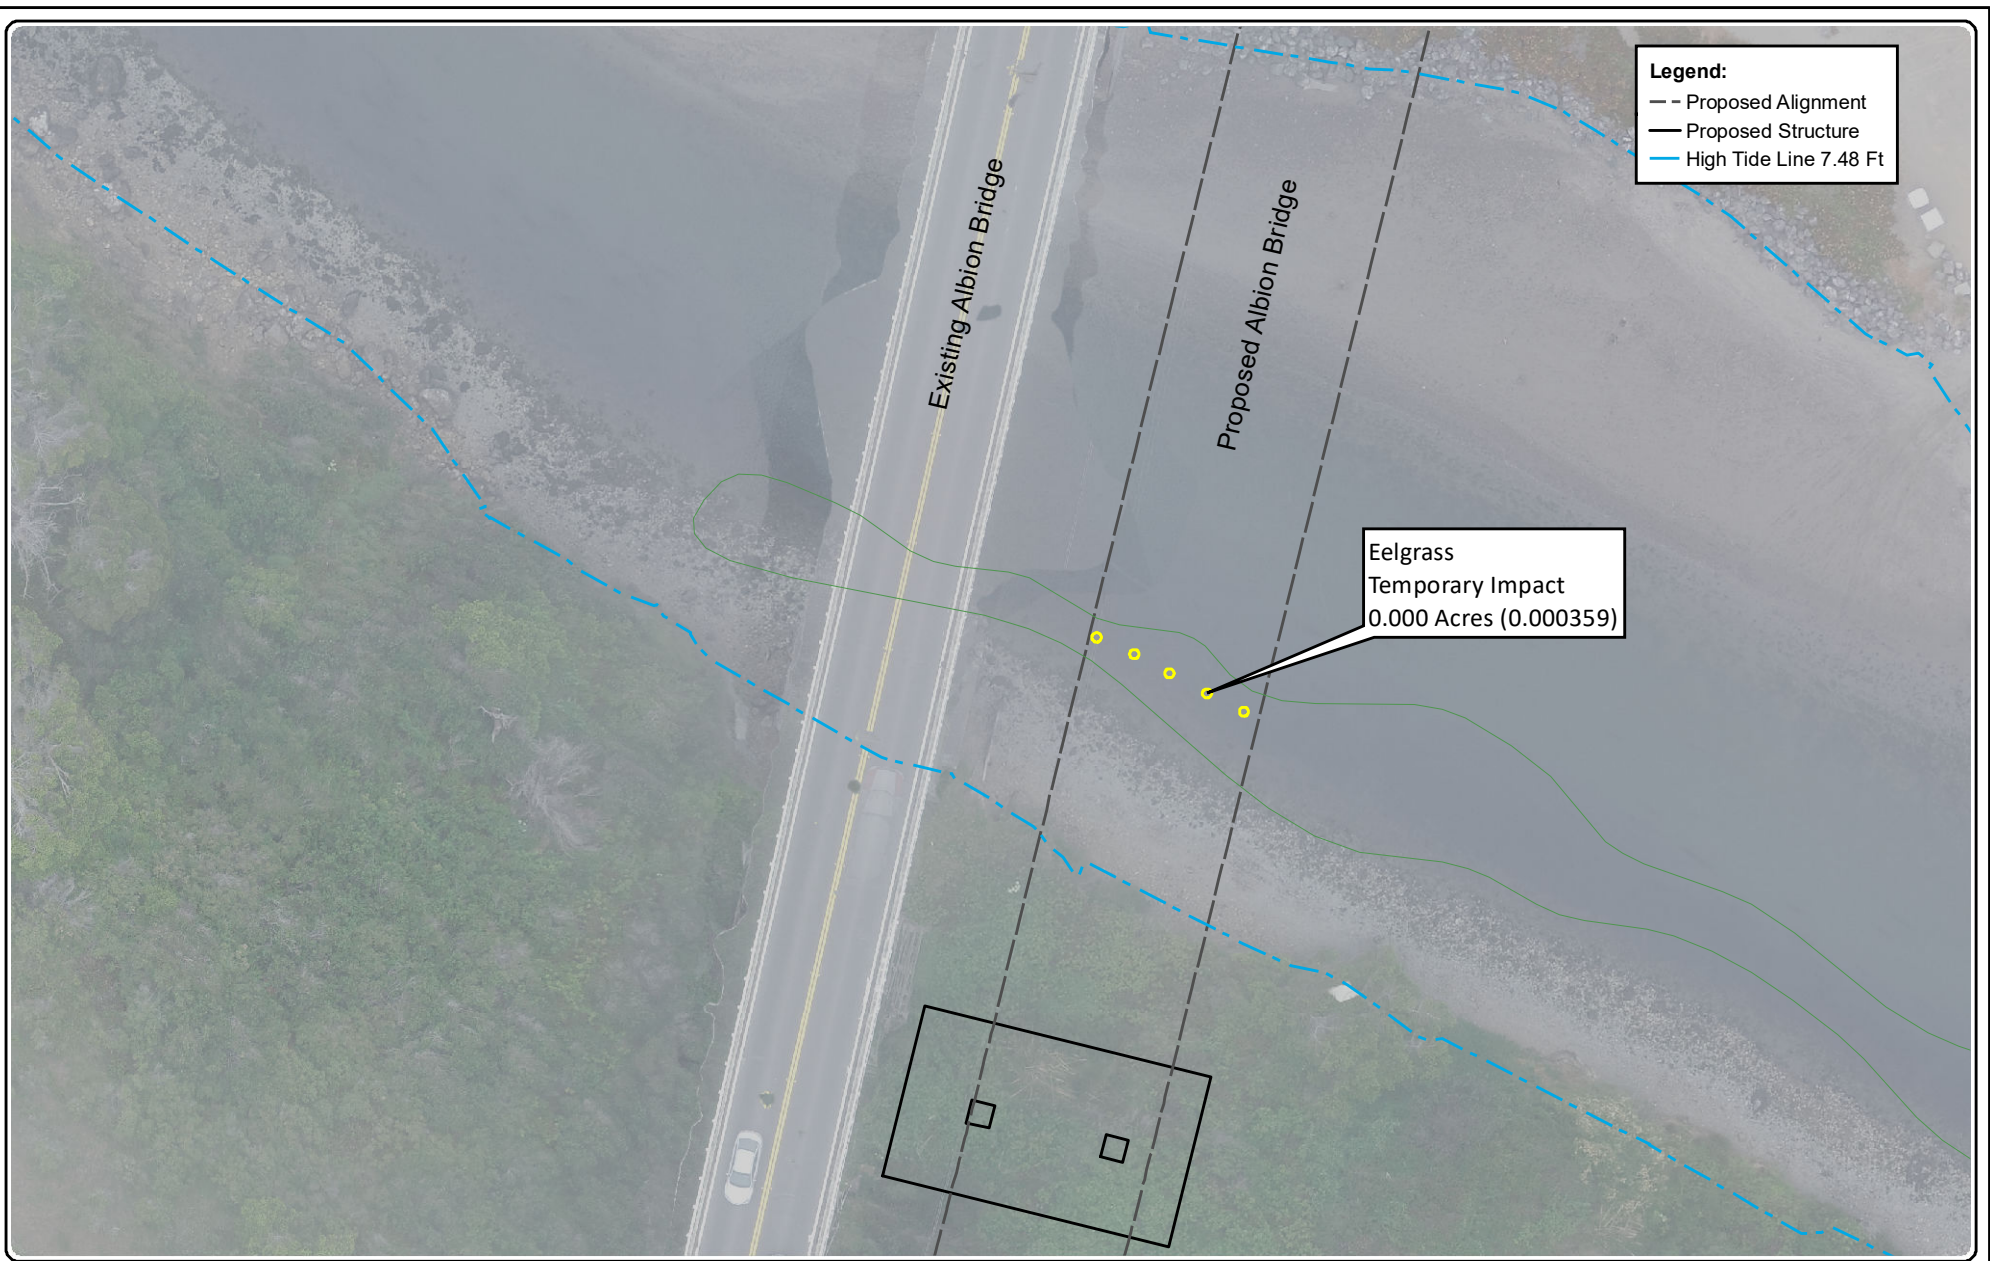 Legend:
Proposed Alignment
Proposed Structure
High Tide Line 7.48 Ft
Existing Albion Bridge
Proposed Albion Bridge
Eelgrass
Temporary Impact
0.000 Acres (0.000359)